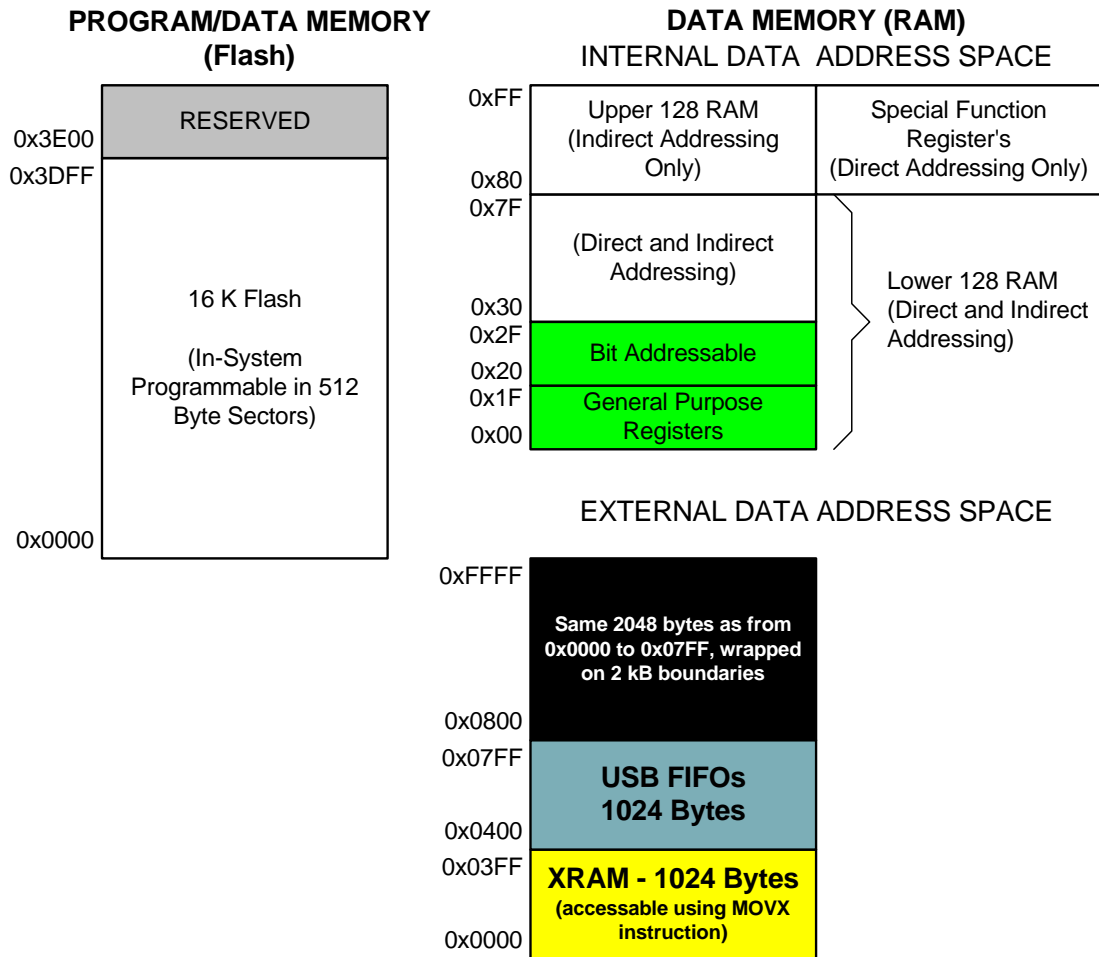 PROGRAM/DATA MEMORY
(Flash)
RESERVED
0x3E00
0x3DFF
16 K Flash
(In-System
Programmable in 512
Byte Sectors)
0x0000
DATA MEMORY (RAM)
INTERNAL DATA ADDRESS SPACE
0xFF
Upper 128 RAM
(Indirect Addressing
Only)
0x80
Special Function
Register's
(Direct Addressing Only)
0x7F
(Direct and Indirect
Addressing)
0x30
0x2F
Bit Addressable
0x20
0x1F
General Purpose
Registers
0x00
Lower 128 RAM
(Direct and Indirect
Addressing)
EXTERNAL DATA ADDRESS SPACE
0xFFFF
Same 2048 bytes as from
0x0000 to 0x07FF, wrapped
on 2 kB boundaries
0x0800
0x07FF
USB FIFOs
1024 Bytes
0x0400
0x03FF
XRAM - 1024 Bytes
(accessable using MOVX
instruction)
0x0000